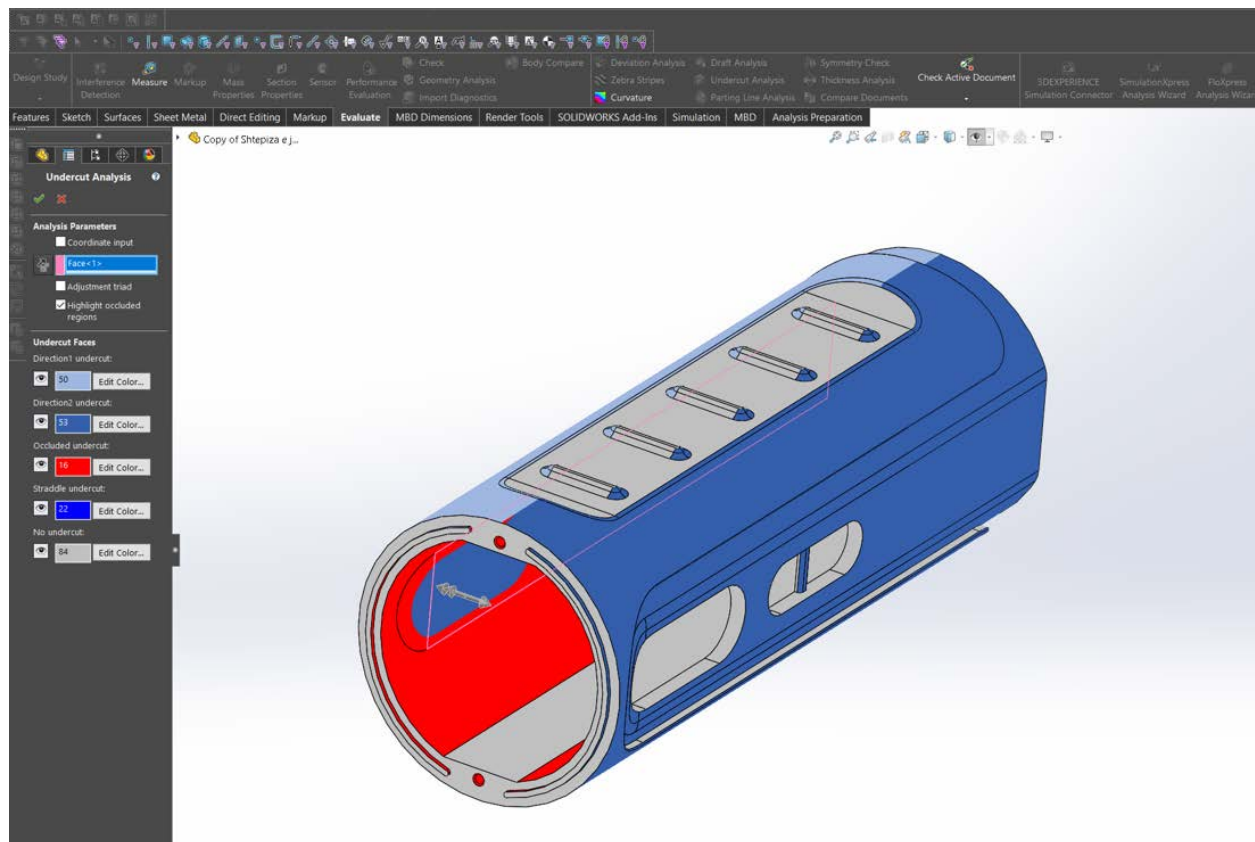 Design Study
Interference Detection
Measure
Markup
Mass Properties
Section Properties
Sensor
Performance Evaluation
Check
Geometry Analysis
Import Diagnostics
Body Compare
Deviation Analysis
Zebra Stripes
Curvature
Draft Analysis
Undercut Analysis
Parting Line Analysis
Symmetry Check
Thickness Analysis
Compare Documents
Check Active Document
3DEXPERIENCE Simulation Connector
SimulationXpress Analysis Wizard
FloXpress Analysis Wizar
Features Sketch Surfaces Sheet Metal Direct Editing Markup Evaluate MBD Dimensions Render Tools SOLIDWORKS Add-Ins Simulation MBD Analysis Preparation
Copy of Shtepiza e j...
Undercut Analysis
Analysis Parameters
Coordinate input
Face<1>
Adjustment triad
Highlight occluded
regions
Undercut Faces
Direction1 undercut:
50 Edit Color...
Direction2 undercut:
53 Edit Color...
Occluded undercut:
16 Edit Color...
Straddle undercut:
22 Edit Color...
No undercut:
84 Edit Color...